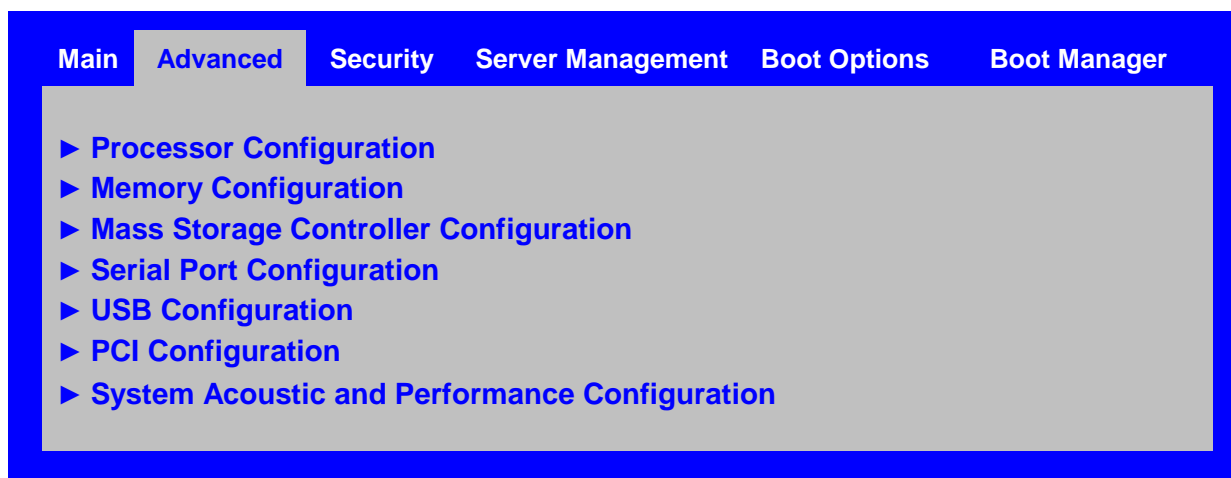 Main Advanced Security Server Management Boot Options Boot Manager
► Processor Configuration
► Memory Configuration
► Mass Storage Controller Configuration
► Serial Port Configuration
► USB Configuration
► PCI Configuration
► System Acoustic and Performance Configuration